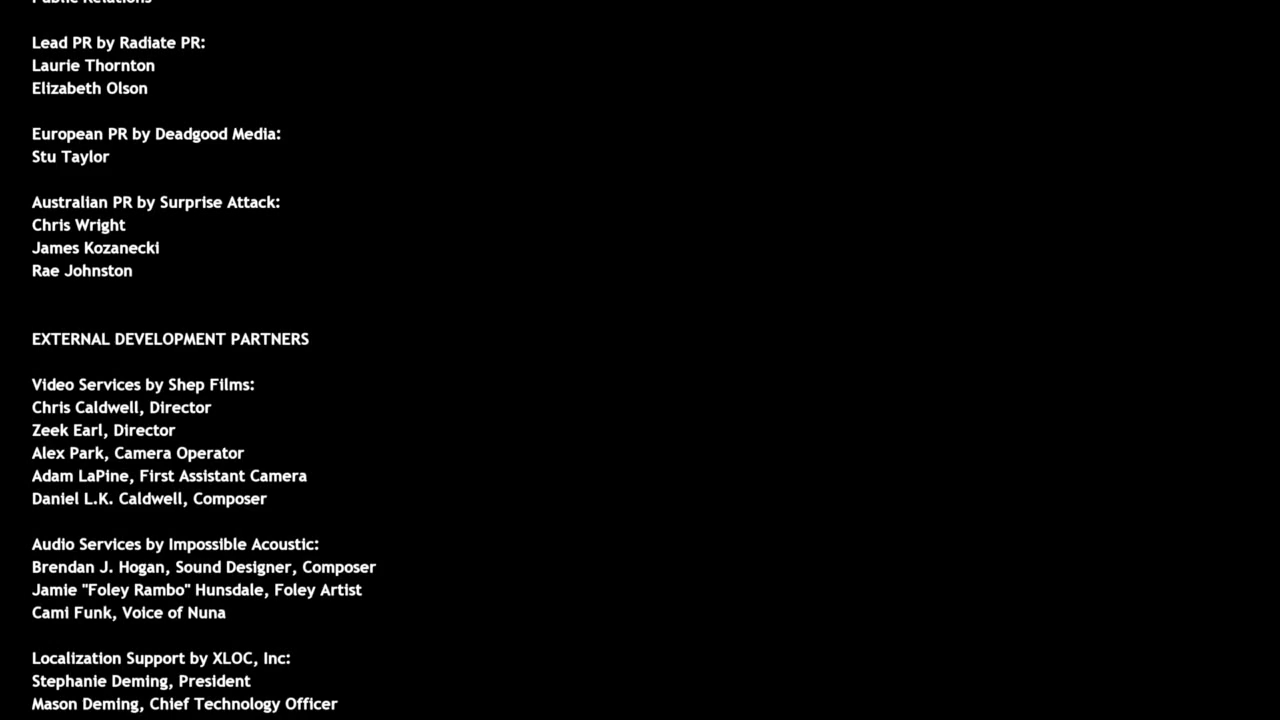 Public Relations
Lead PR by Radiate PR:
Laurie Thornton
Elizabeth Olson
European PR by Deadgood Media:
Stu Taylor
Australian PR by Surprise Attack:
Chris Wright
James Kozanecki
Rae Johnston
EXTERNAL DEVELOPMENT PARTNERS
Video Services by Shep Films:
Chris Caldwell, Director
Zeek Earl, Director
Alex Park, Camera Operator
Adam LaPine, First Assistant Camera
Daniel L.K. Caldwell, Composer
Audio Services by Impossible Acoustic:
Brendan J. Hogan, Sound Designer, Composer
Jamie "Foley Rambo" Hunsdale, Foley Artist
Cami Funk, Voice of Nuna
Localization Support by XLOC, Inc:
Stephanie Deming, President
Mason Deming, Chief Technology Officer